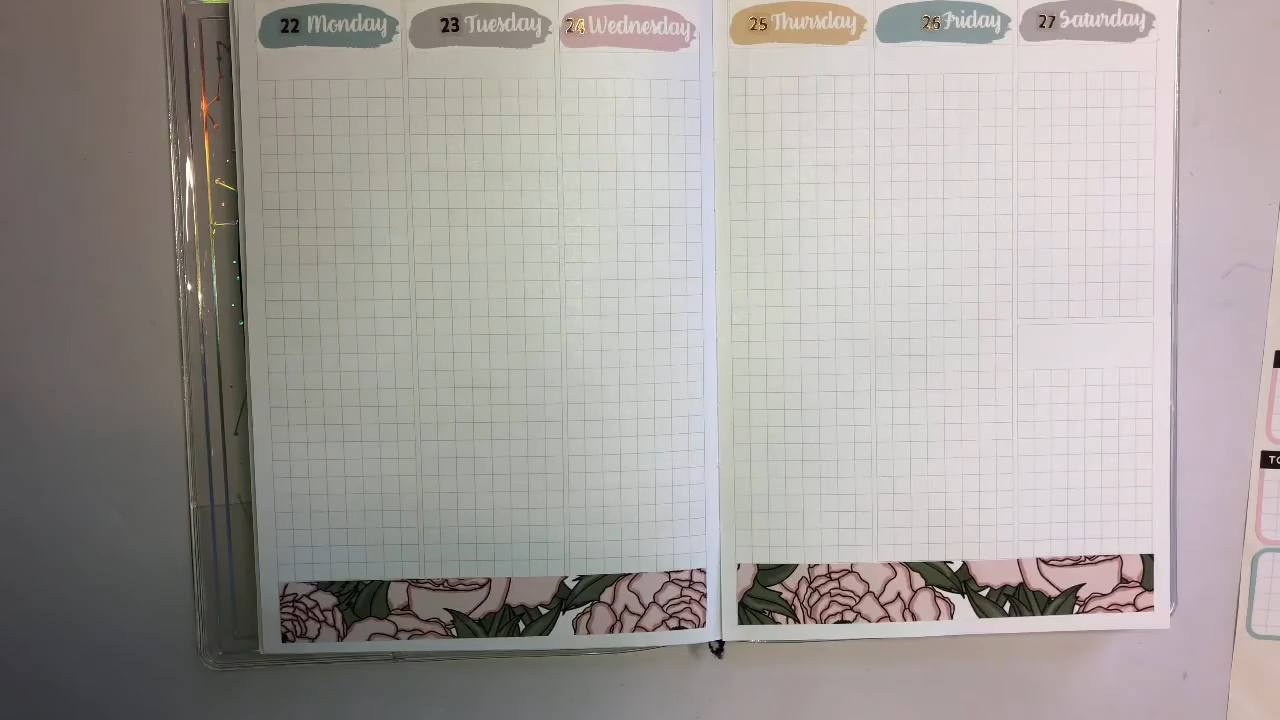 22 Monday
23 Tuesday
24 Wednesday
25 Thursday
26 Friday
27 Saturday